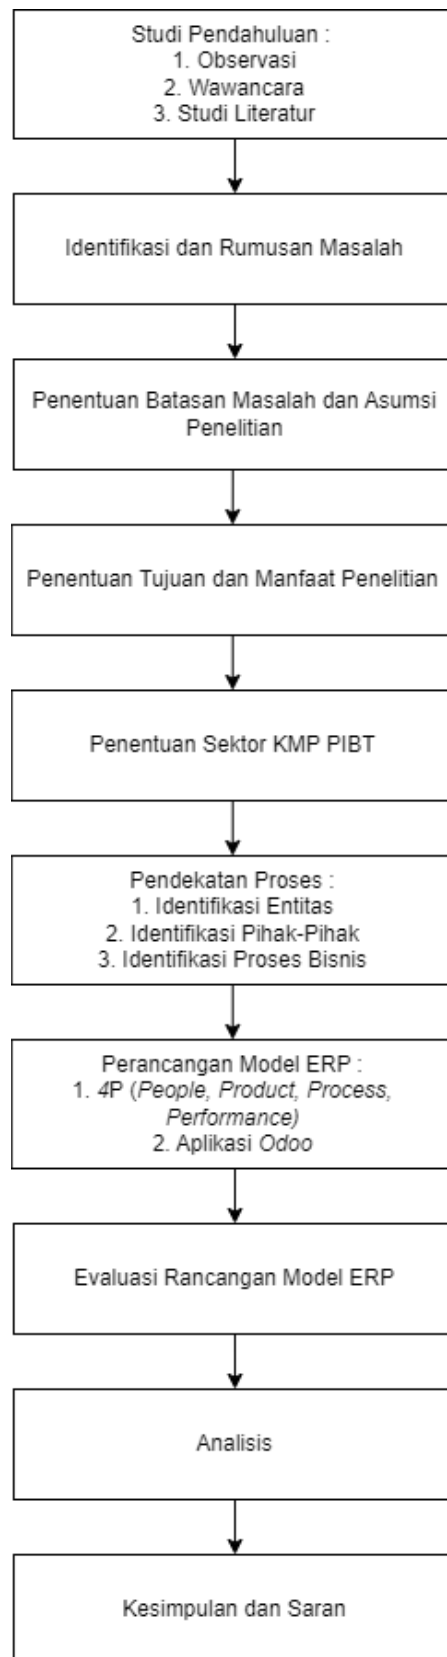 Studi Pendahuluan :
1. Observasi
2. Wawancara
3. Studi Literatur
Identifikasi dan Rumusan Masalah
Penentuan Batasan Masalah dan Asumsi
Penelitian
Penentuan Tujuan dan Manfaat Penelitian
Penentuan Sektor KMP PIBT
Pendekatan Proses :
1. Identifikasi Entitas
2. Identifikasi Pihak-Pihak
3. Identifikasi Proses Bisnis
Perancangan Model ERP :
1. 4P (People, Product, Process,
Performance)
2. Aplikasi Odoo
Evaluasi Rancangan Model ERP
Analisis
Kesimpulan dan Saran